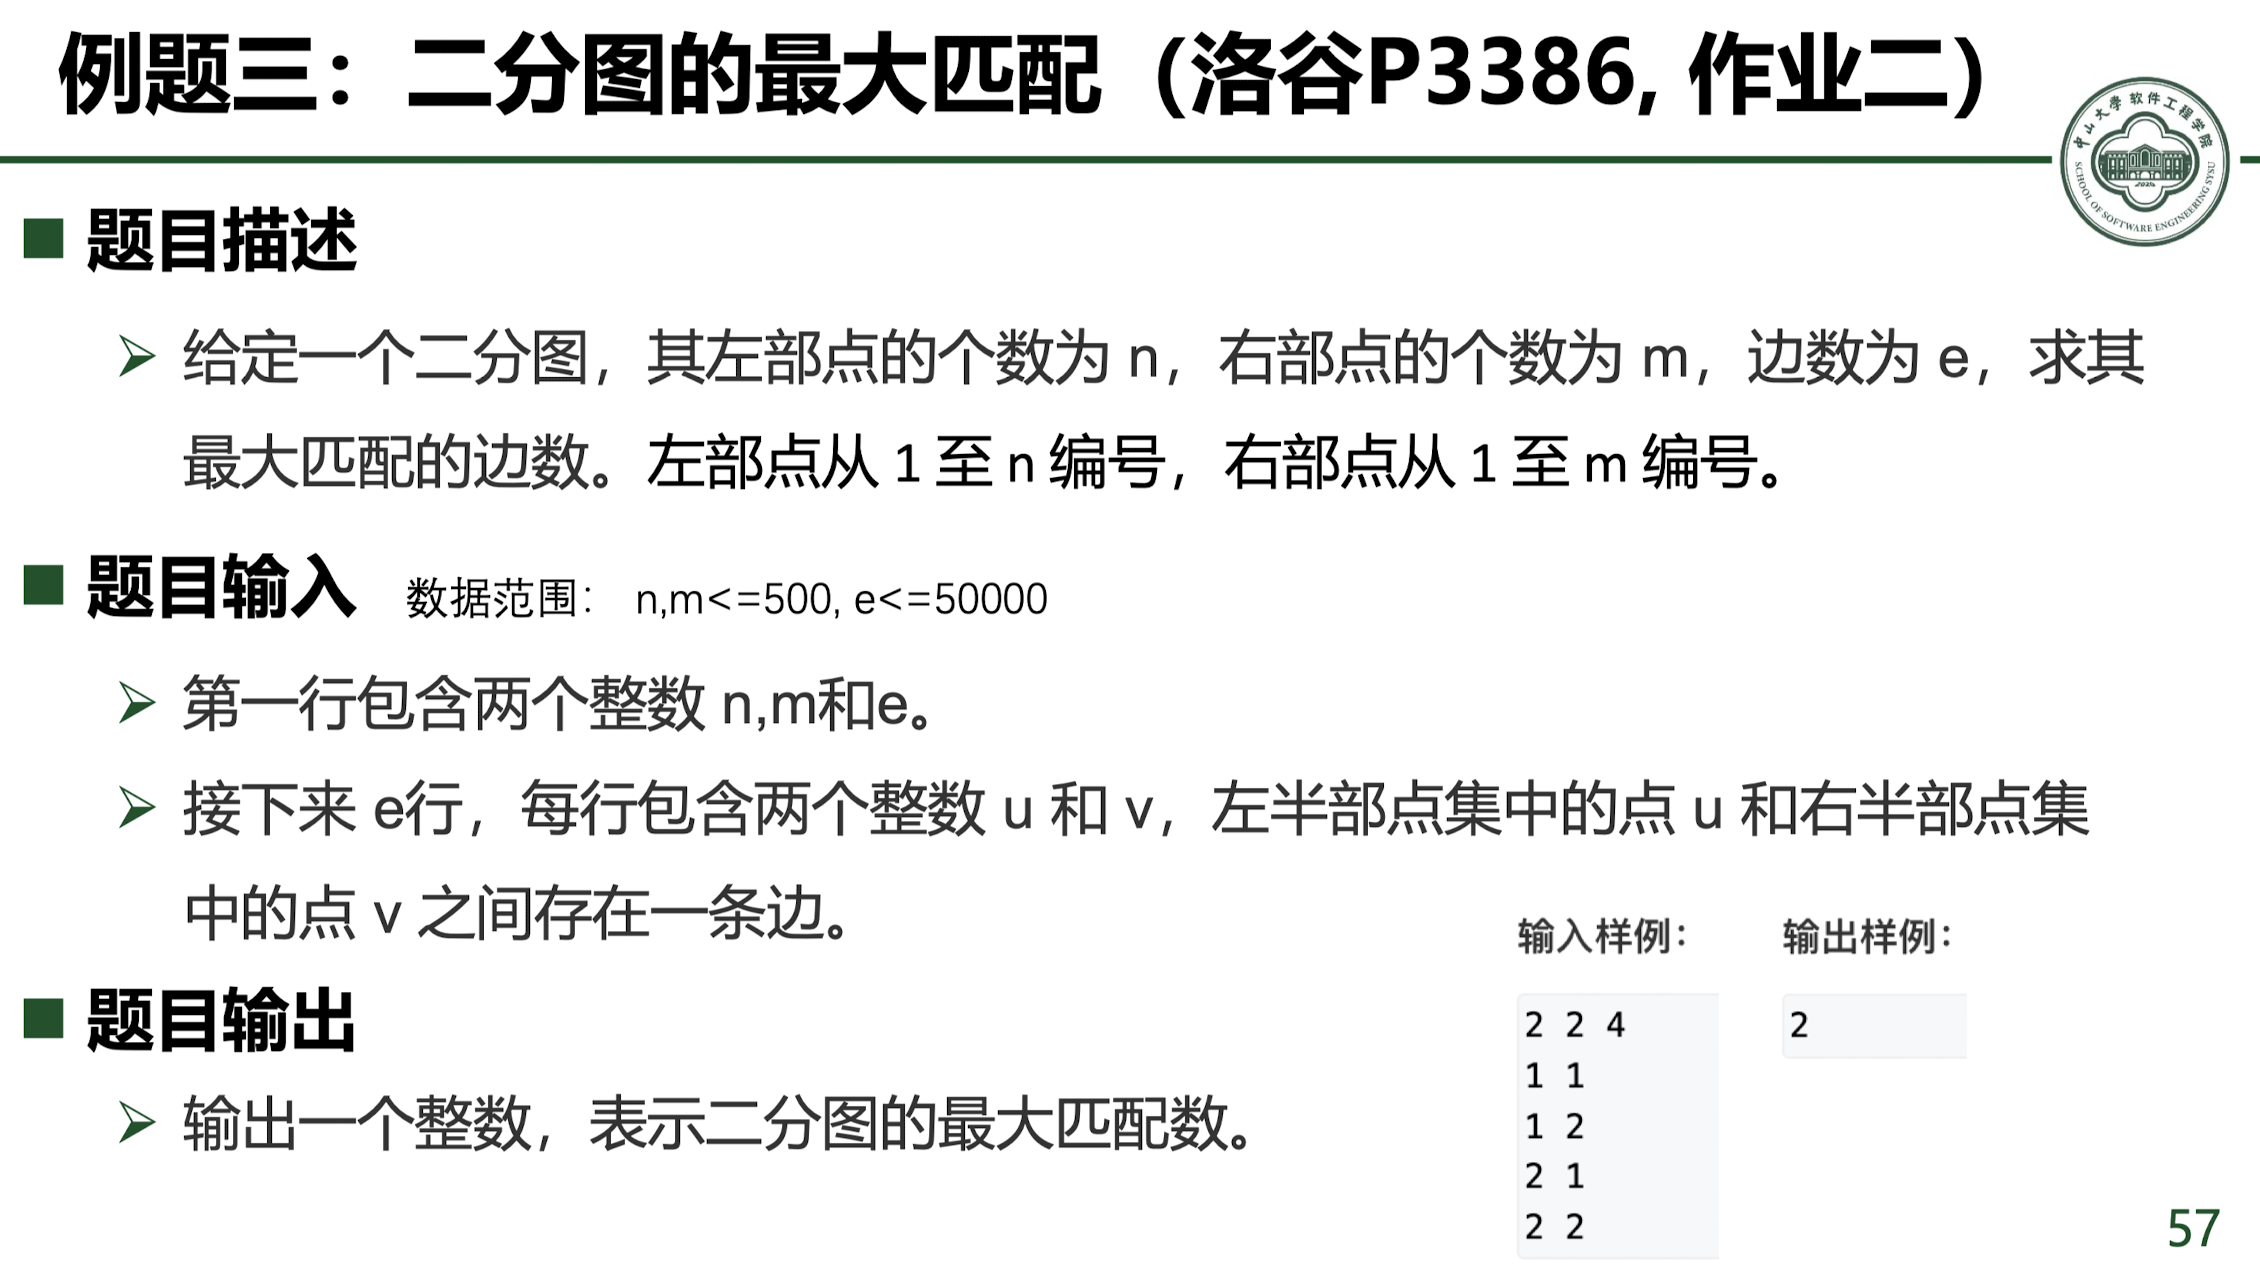 例题三：二分图的最大匹配（洛谷P3386, 作业二）
中山大学软件工程学院
SCHOOL OF SOFTWARE ENGINEERING SYSU
题目描述
给定一个二分图，其左部点的个数为 n，右部点的个数为 m，边数为 e，求其
最大匹配的边数。左部点从 1 至 n 编号，右部点从 1 至 m 编号。
题目输入 数据范围： n,m<=500, e<=50000
第一行包含两个整数 n,m和e。
接下来 e行，每行包含两个整数 u 和 v，左半部点集中的点 u 和右半部点集
中的点 v 之间存在一条边。
题目输出
输出一个整数，表示二分图的最大匹配数。
输入样例：
2 2 4
1 1
1 2
2 1
2 2
输出样例：
2
57